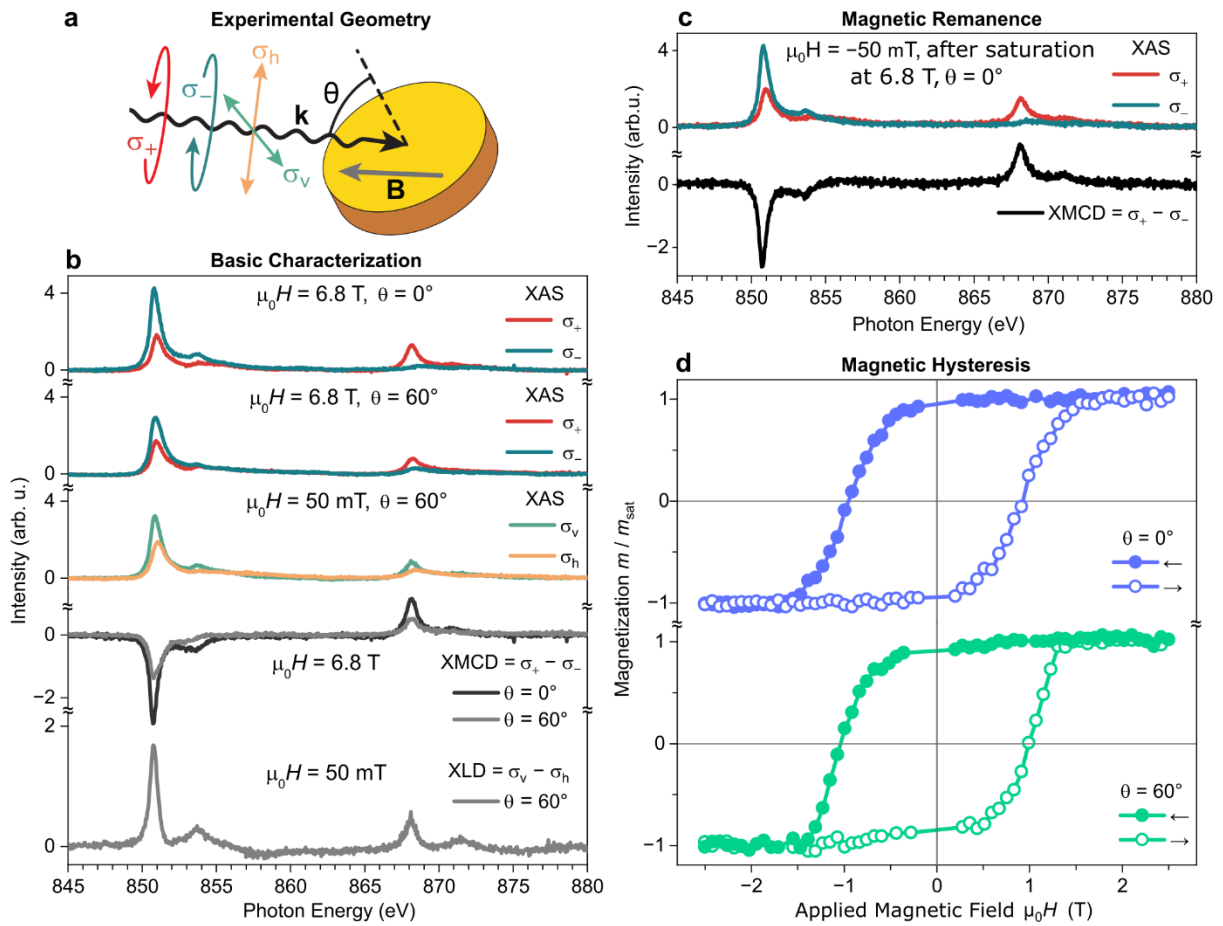 a
Experimental Geometry
σ₊
σ₋
σᵥ
σₕ
k
θ
B
b
Basic Characterization
Intensity (arb. u.)
4
μ₀H = 6.8 T, θ = 0°
XAS
σ₊
σ₋
0
4
μ₀H = 6.8 T, θ = 60°
XAS
σ₊
σ₋
0
4
μ₀H = 50 mT, θ = 60°
XAS
σᵥ
σₕ
0
0
μ₀H = 6.8 T
XMCD = σ₊ − σ₋
θ = 0°
θ = 60°
−2
2
μ₀H = 50 mT
XLD = σᵥ − σₕ
θ = 60°
0
845 850 855 860 865 870 875 880
Photon Energy (eV)
c
Magnetic Remanence
Intensity (arb.u.)
4
2
0
μ₀H = −50 mT, after saturation
at 6.8 T, θ = 0°
XAS
σ₊
σ₋
0
−2
XMCD = σ₊ − σ₋
845 850 855 860 865 870 875 880
Photon Energy (eV)
d
Magnetic Hysteresis
Magnetization m / mₛₐₜ
1
0
−1
θ = 0°
←
→
1
0
−1
θ = 60°
←
→
−2 −1 0 1 2
Applied Magnetic Field μ₀H (T)